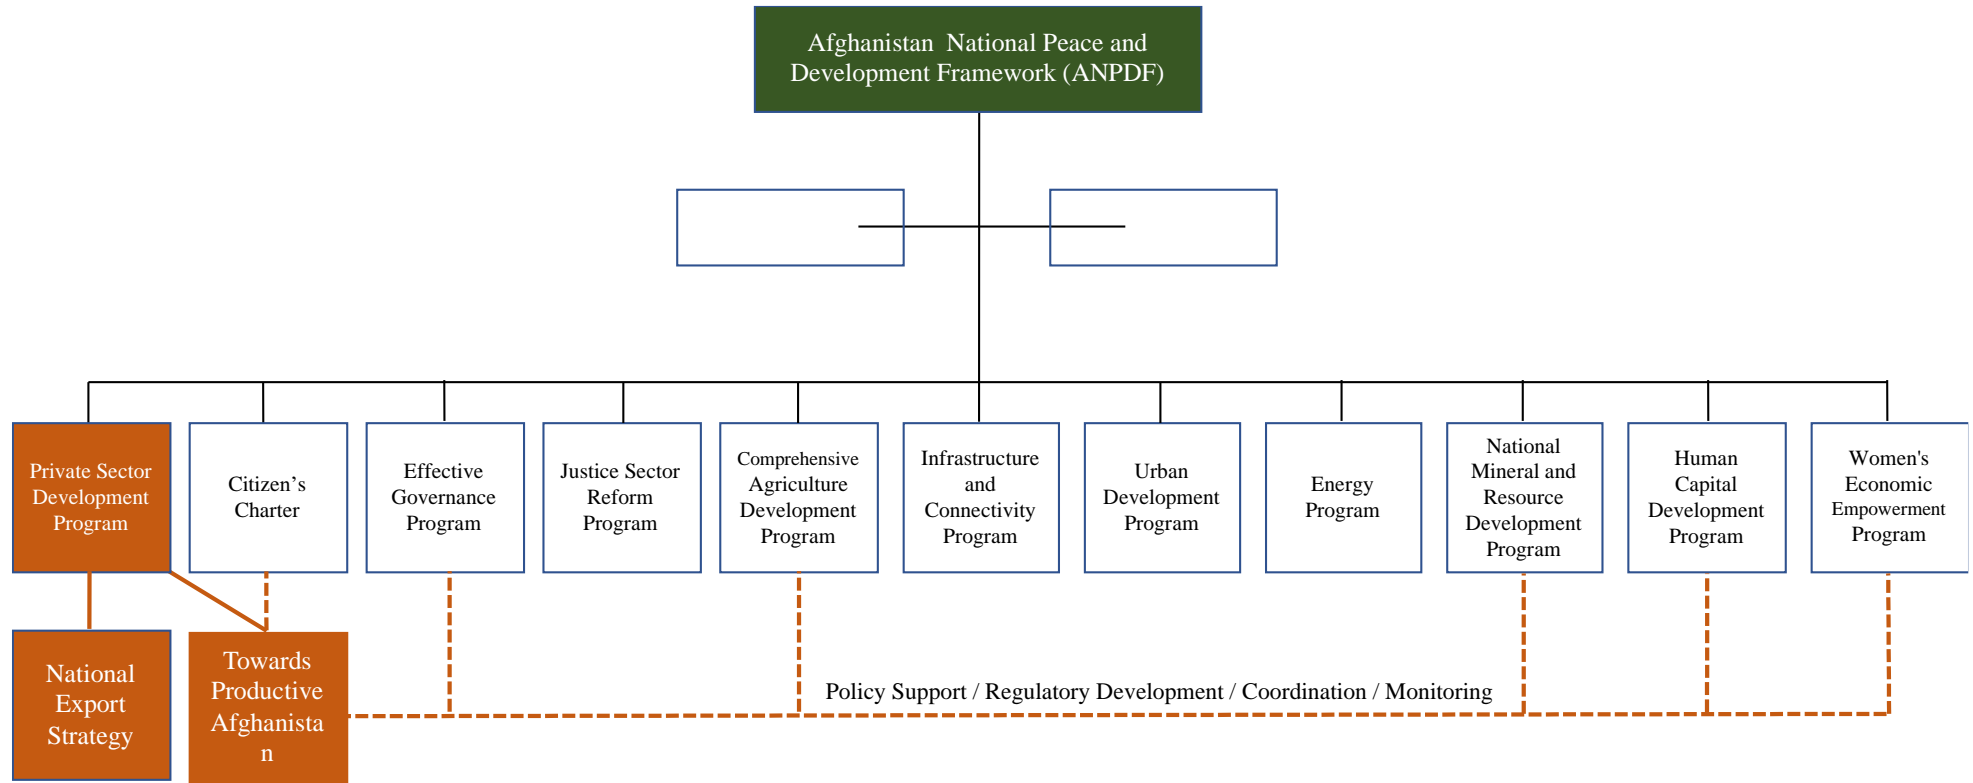 Afghanistan  National Peace and
Development Framework (ANPDF)
Private Sector
Development
Program
Citizen’s
Charter
Effective
Governance
Program
Justice Sector
Reform
Program
Comprehensive
Agriculture
Development
Program
Infrastructure
and
Connectivity
Program
Urban
Development
Program
Energy
Program
National
Mineral and
Resource
Development
Program
Human
Capital
Development
Program
Women's
Economic
Empowerment
Program
National
Export
Strategy
Towards
Productive
Afghanista
n
Policy Support / Regulatory Development / Coordination / Monitoring